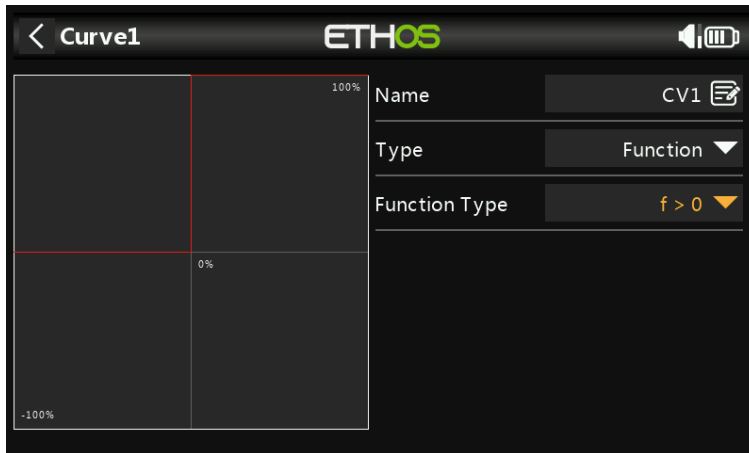 Curve1
ETHOS
100%
Name
CV1
Type
Function
Function Type
f > 0
0%
-100%